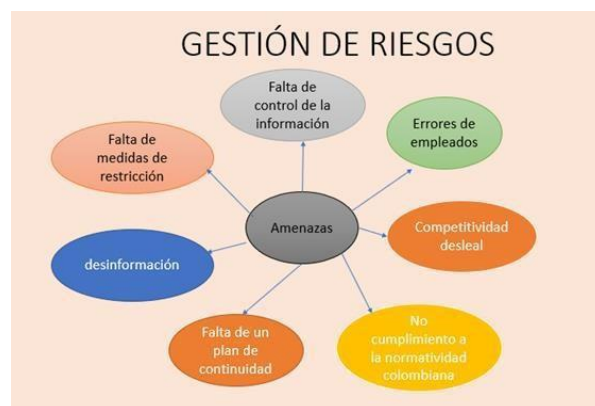 GESTIÓN DE RIESGOS
Falta de
control de la
información
Errores de
empleados
Falta de
medidas de
restricción
Amenazas
Competitividad
desleal
desinformación
Falta de un
plan de
continuidad
No
cumplimiento a
la normatividad
colombiana